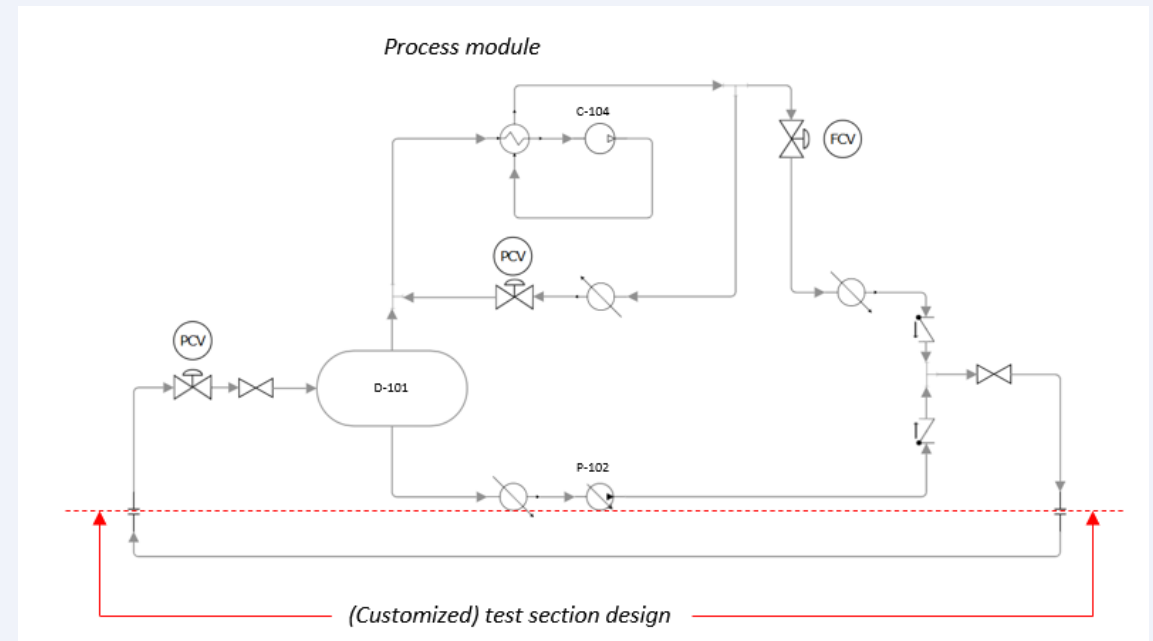 Process module
C-104
FCV
PCV
PCV
D-101
P-102
(Customized) test section design